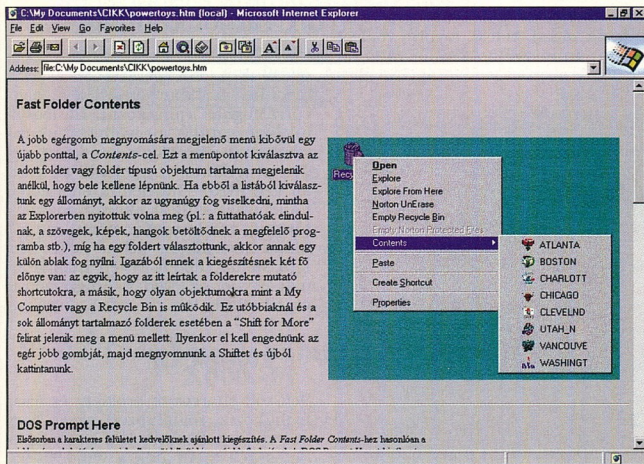 C:\My Documents\CIKK\powertoys.htm (local) - Microsoft Internet Explorer
File Edit View Go Favorites Help
Address: file:C:\My Documents\CIKK\powertoys.htm
Fast Folder Contents
A jobb egérgomb megnyomására megjelenő menü kibővül egy
újabb ponttal, a Contents-cel. Ezt a menüpontot kiválasztva az
adott folder vagy folder típusú objektum tartalma megjelenik
anélkül, hogy bele kellene lépnünk. Ha ebből a listából kiválasz-
tunk egy állományt, akkor az ugyanúgy fog viselkedni, mintha
az Explorerben nyitottuk volna meg (pl.: a futtathatóak elindul-
nak, a szövegek, képek, hangok betöltődnek a megfelelő prog-
ramba stb.), míg ha egy foldert választottunk, akkor annak egy
külön ablak fog nyílni. Igazából ennek a kiegészítésnek két fő
előnye van: az egyik, hogy az itt leírtak a folderekre mutató
shortcutokra, a másik, hogy olyan objektumokra mint a My
Computer vagy a Recycle Bin is működik. Ez utóbbiaknál és a
sok állományt tartalmazó folderek esetében a "Shift for More"
felirat jelenik meg a menü mellett. Ilyenkor el kell engednünk az
egér jobb gombját, majd megnyomnunk a Shiftet és újból
kattintanunk.
Open
Explore
Explore From Here
Norton UnErase
Empty Recycle Bin
Empty Norton Protected Files
Contents
Paste
Create Shortcut
Properties
ATLANTA
BOSTON
CHARLOTT
CHICAGO
CLEVELND
UTAH_N
VANCOUVE
WASHINGT
DOS Prompt Here
Elsősorban a karakteres felületet kedvelőknek ajánlott kiegészítés. A Fast Folder Contents-hez hasonlóan a